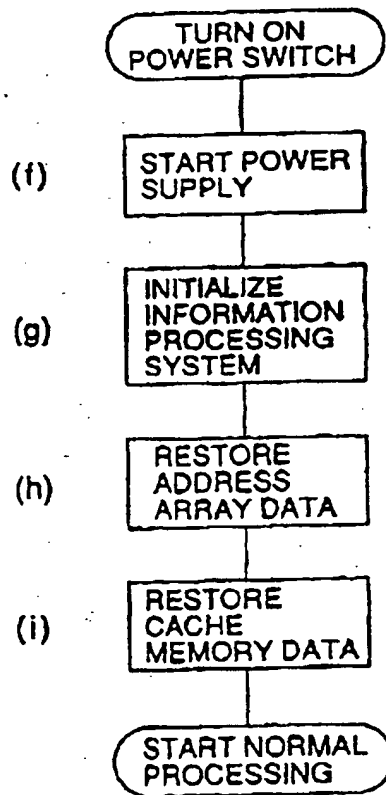 TURN ON
POWER SWITCH
(f)
START POWER
SUPPLY
(g)
INITIALIZE
INFORMATION
PROCESSING
SYSTEM
(h)
RESTORE
ADDRESS
ARRAY DATA
(i)
RESTORE
CACHE
MEMORY DATA
START NORMAL
PROCESSING